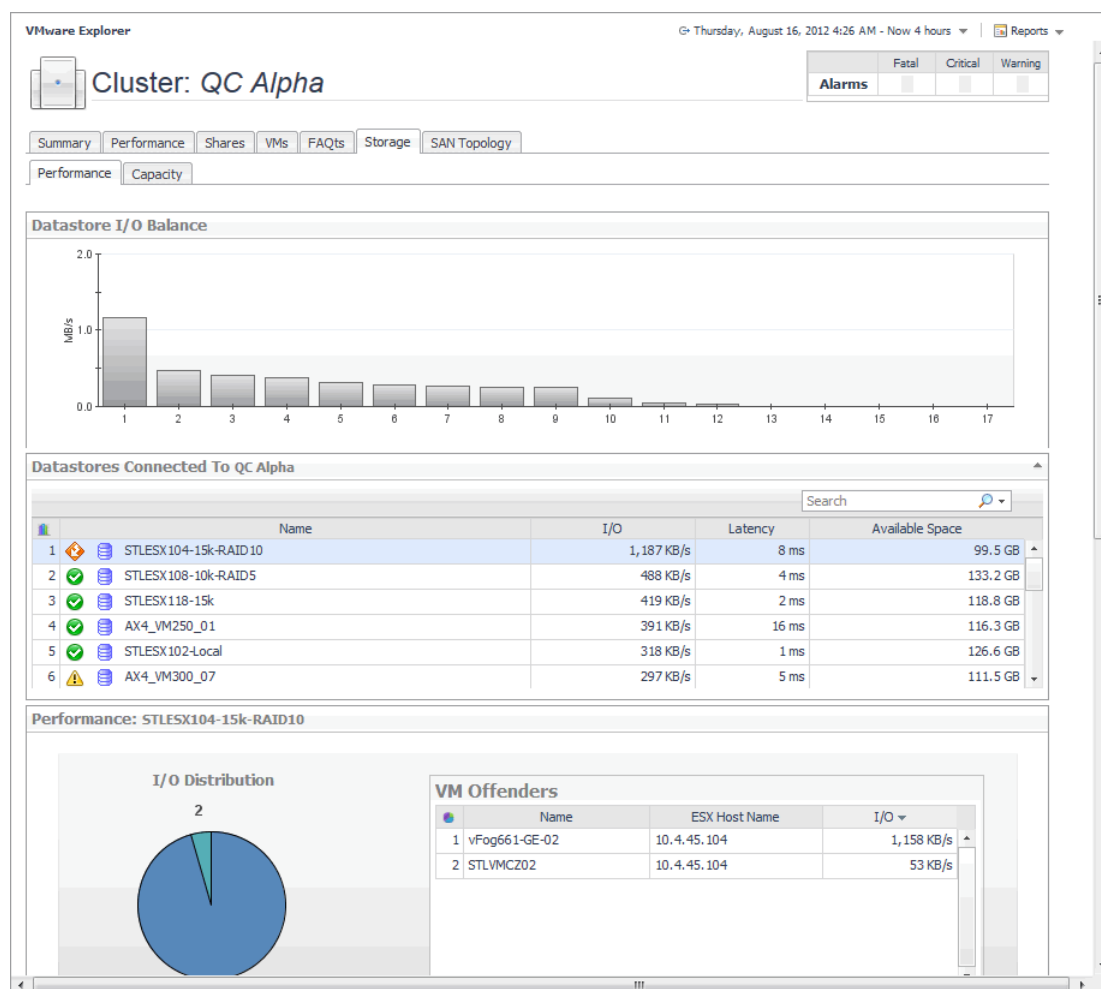 VMware Explorer
Thursday, August 16, 2012 4:26 AM - Now 4 hours
Reports
Cluster: QC Alpha
Fatal Critical Warning
Alarms
Summary Performance Shares VMs FAQts Storage SAN Topology
Performance Capacity
Datastore I/O Balance
2.0
1.0
0.0
MB/s
1 2 3 4 5 6 7 8 9 10 11 12 13 14 15 16 17
Datastores Connected To QC Alpha
Search
Name I/O Latency Available Space
1 STLESX104-15k-RAID10 1,187 KB/s 8 ms 99.5 GB
2 STLESX108-10k-RAID5 488 KB/s 4 ms 133.2 GB
3 STLESX118-15k 419 KB/s 2 ms 118.8 GB
4 AX4_VM250_01 391 KB/s 16 ms 116.3 GB
5 STLESX102-Local 318 KB/s 1 ms 126.6 GB
6 AX4_VM300_07 297 KB/s 5 ms 111.5 GB
Performance: STLESX104-15k-RAID10
I/O Distribution
2
VM Offenders
Name ESX Host Name I/O
1 vFog661-GE-02 10.4.45.104 1,158 KB/s
2 STLVMCZ02 10.4.45.104 53 KB/s